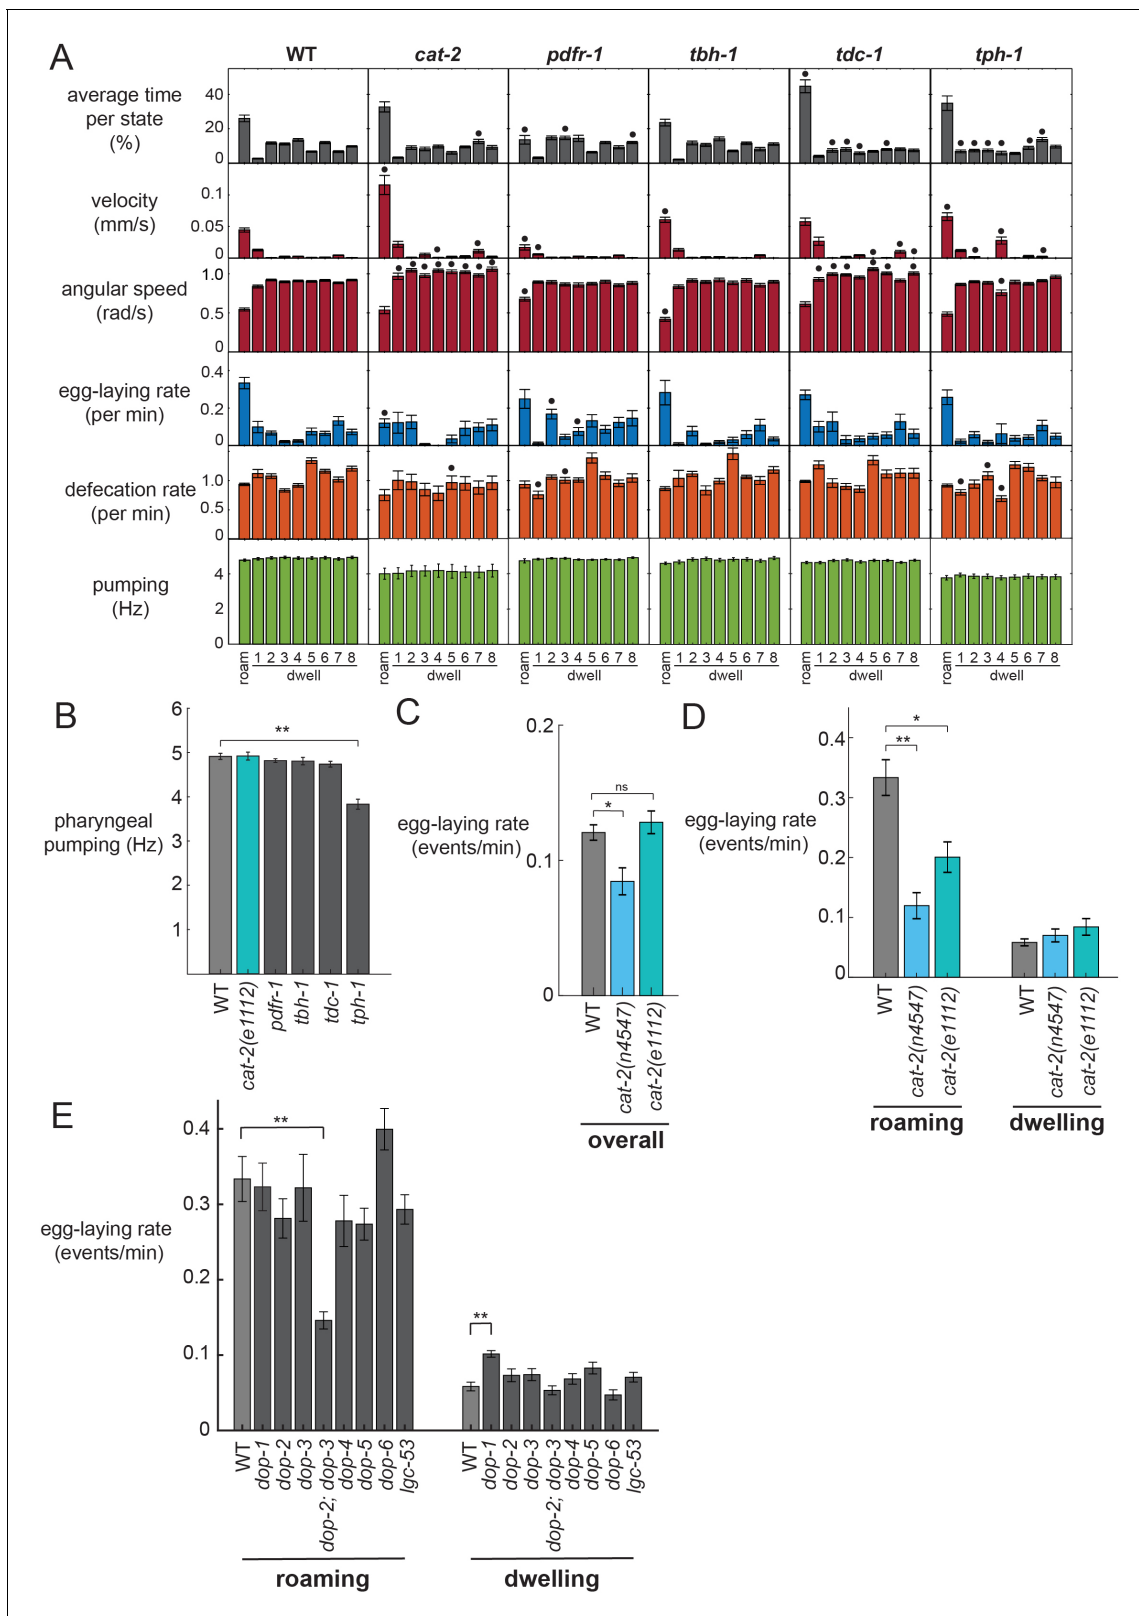 A
WT cat-2 pdfr-1 tbh-1 tdc-1 tph-1
average time
per state
(%)
40
20
0
velocity
(mm/s)
0.1
0.05
0
angular speed
(rad/s)
1.0
0.5
0
egg-laying rate
(per min)
0.4
0.2
0
defecation rate
(per min)
1.0
0.5
0
pumping
(Hz)
4
2
0
roam 1 2 3 4 5 6 7 8 roam 1 2 3 4 5 6 7 8 roam 1 2 3 4 5 6 7 8 roam 1 2 3 4 5 6 7 8 roam 1 2 3 4 5 6 7 8 roam 1 2 3 4 5 6 7 8
dwell dwell dwell dwell dwell dwell
B
pharyngeal
pumping (Hz)
6
5
4
3
2
1
**
WT
cat-2(e1112)
pdfr-1
tbh-1
tdc-1
tph-1
C
egg-laying rate
(events/min)
0.2
0.1
0
ns
*
WT
cat-2(n4547)
cat-2(e1112)
overall
D
egg-laying rate
(events/min)
0.4
0.3
0.2
0.1
0
*
**
WT
cat-2(n4547)
cat-2(e1112)
WT
cat-2(n4547)
cat-2(e1112)
roaming dwelling
E
egg-laying rate
(events/min)
0.4
0.3
0.2
0.1
0
**
**
WT
dop-1
dop-2
dop-3
dop-2; dop-3
dop-4
dop-5
dop-6
lgc-53
WT
dop-1
dop-2
dop-3
dop-2; dop-3
dop-4
dop-5
dop-6
lgc-53
roaming dwelling